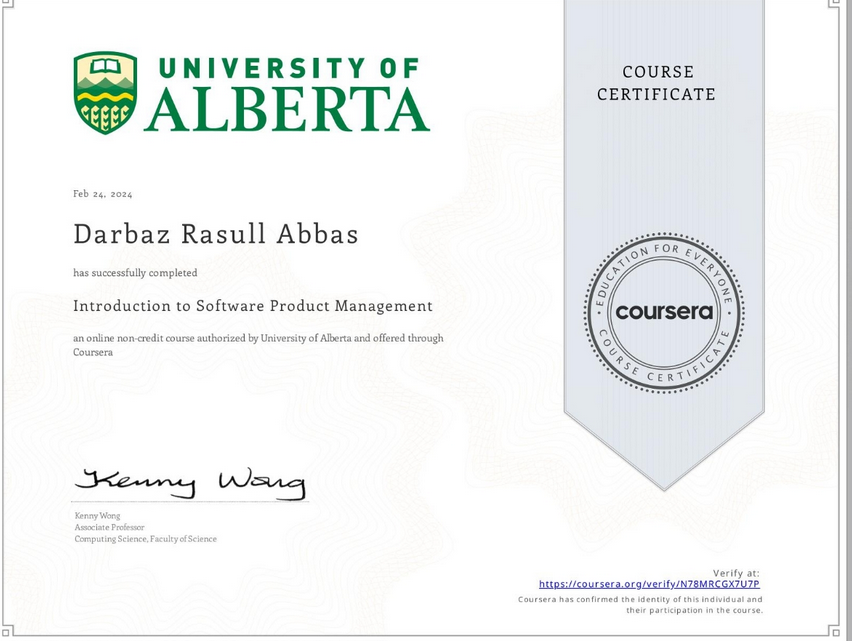 UNIVERSITY OF
ALBERTA
COURSE
CERTIFICATE
Feb 24, 2024
Darbaz Rasull Abbas
has successfully completed
Introduction to Software Product Management
an online non-credit course authorized by University of Alberta and offered through
Coursera
EDUCATION FOR EVERYONE
coursera
COURSE CERTIFICATE
Kenny Wong
Kenny Wong
Associate Professor
Computing Science, Faculty of Science
Verify at:
https://coursera.org/verify/N78MRCGX7U7P
Coursera has confirmed the identity of this individual and
their participation in the course.